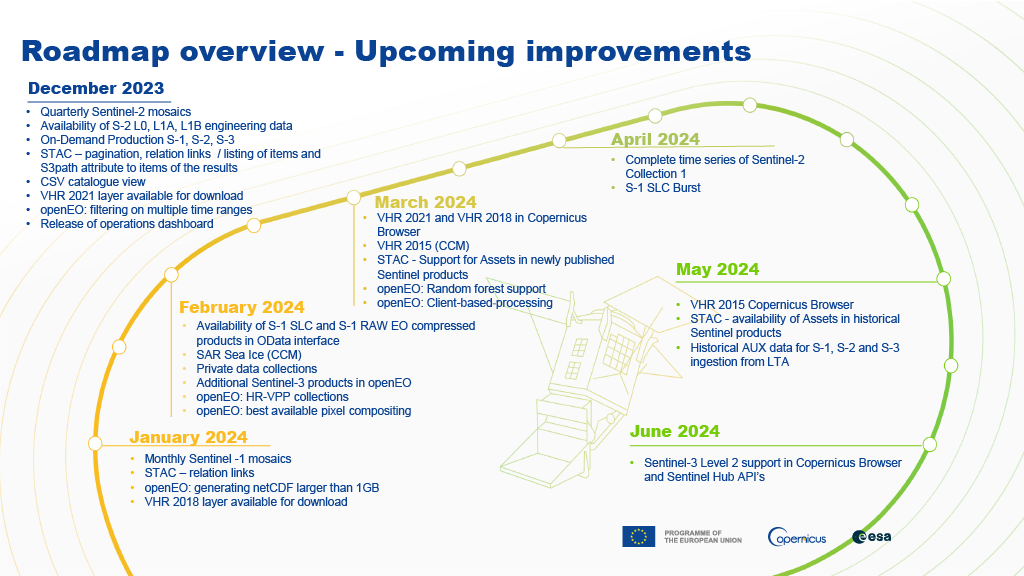 Roadmap overview - Upcoming improvements
December 2023
• Quarterly Sentinel-2 mosaics
• Availability of S-2 L0, L1A, L1B engineering data
• On-Demand Production S-1, S-2, S-3
• STAC – pagination, relation links / listing of items and
S3path attribute to items of the results
• CSV catalogue view
• VHR 2021 layer available for download
• openEO: filtering on multiple time ranges
• Release of operations dashboard
January 2024
• Monthly Sentinel -1 mosaics
• STAC – relation links
• openEO: generating netCDF larger than 1GB
• VHR 2018 layer available for download
February 2024
• Availability of S-1 SLC and S-1 RAW EO compressed
products in OData interface
• SAR Sea Ice (CCM)
• Private data collections
• Additional Sentinel-3 products in openEO
• openEO: HR-VPP collections
• openEO: best available pixel compositing
March 2024
• VHR 2021 and VHR 2018 in Copernicus
Browser
• VHR 2015 (CCM)
• STAC - Support for Assets in newly published
Sentinel products
• openEO: Random forest support
• openEO: Client-based-processing
April 2024
• Complete time series of Sentinel-2
Collection 1
• S-1 SLC Burst
May 2024
• VHR 2015 Copernicus Browser
• STAC - availability of Assets in historical
Sentinel products
• Historical AUX data for S-1, S-2 and S-3
ingestion from LTA
June 2024
• Sentinel-3 Level 2 support in Copernicus Browser
and Sentinel Hub API's
PROGRAMME OF
THE EUROPEAN UNION
opernicus
esa